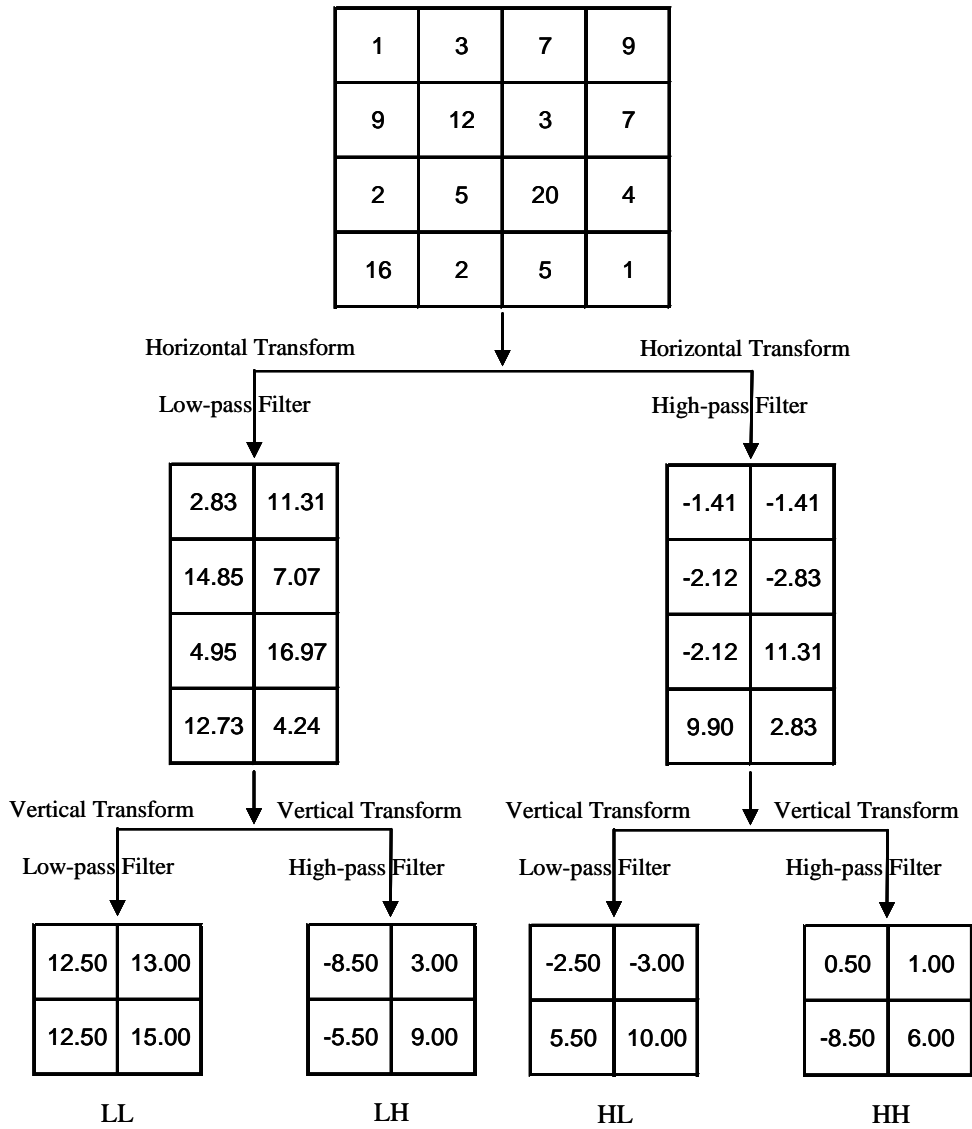 1 3 7 9
9 12 3 7
2 5 20 4
16 2 5 1
Horizontal Transform Horizontal Transform
Low-pass Filter High-pass Filter
2.83 11.31 -1.41 -1.41
14.85 7.07 -2.12 -2.83
4.95 16.97 -2.12 11.31
12.73 4.24 9.90 2.83
Vertical Transform Vertical Transform Vertical Transform Vertical Transform
Low-pass Filter High-pass Filter Low-pass Filter High-pass Filter
12.50 13.00 -8.50 3.00 -2.50 -3.00 0.50 1.00
12.50 15.00 -5.50 9.00 5.50 10.00 -8.50 6.00
LL LH HL HH